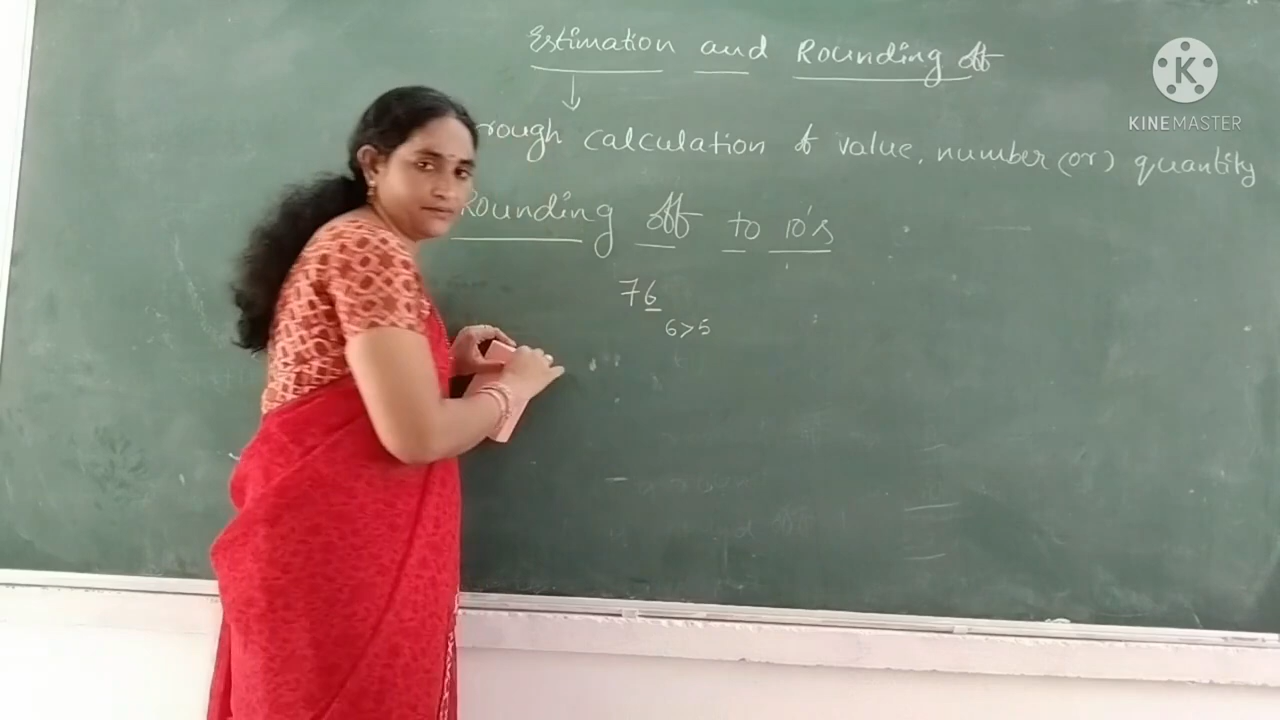 Estimation and Rounding off
rough calculation of value, number (or) quantity
Rounding off to 10's
76
6>5
K
KINEMASTER